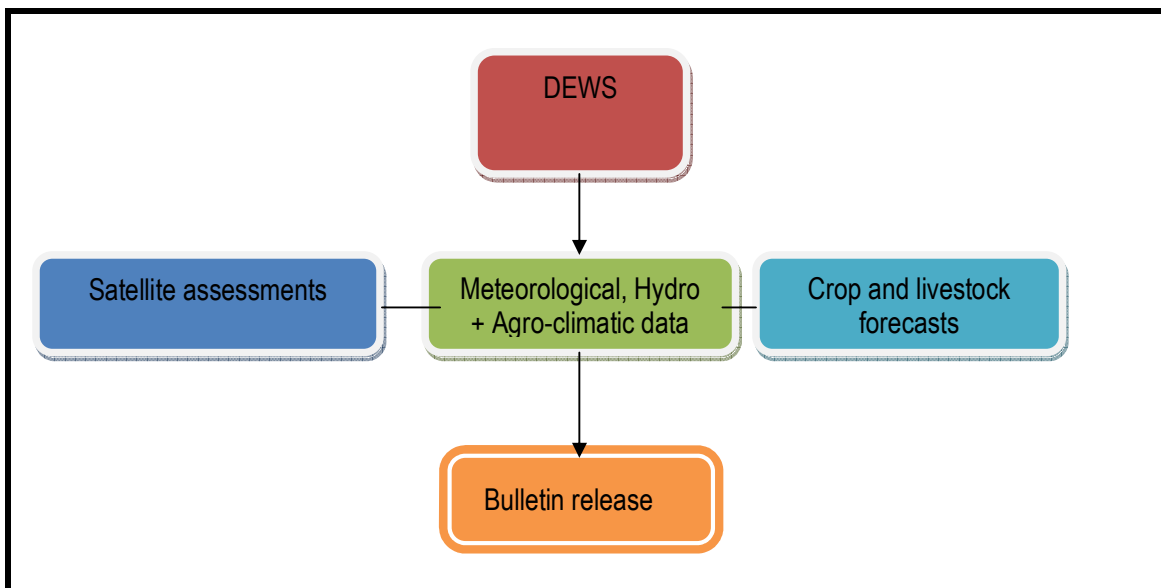 DEWS
Satellite assessments
Meteorological, Hydro
+ Agro-climatic data
Crop and livestock
forecasts
Bulletin release